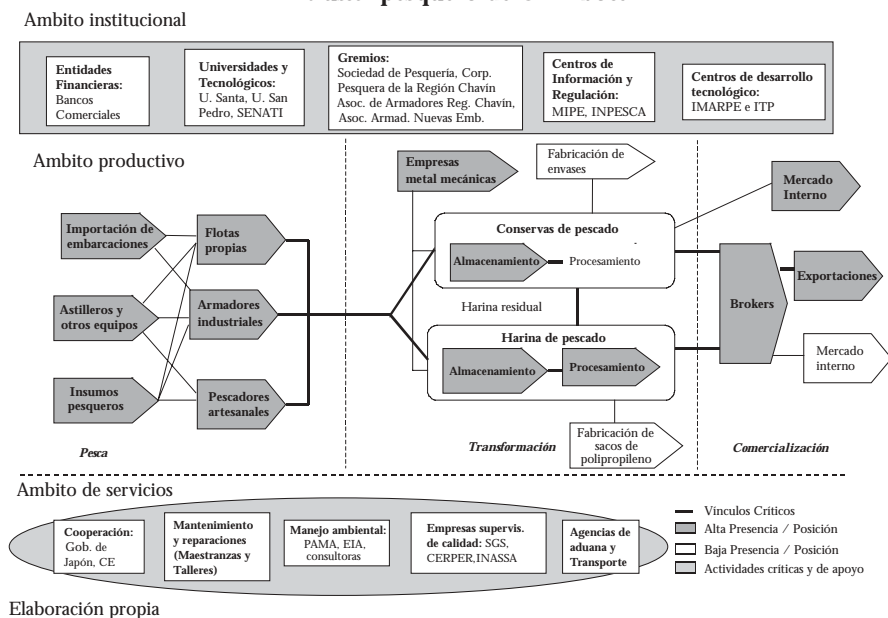 Ambito institucional
Entidades
Financieras:
Bancos
Comerciales
Universidades y
Tecnológicos:
U. Santa, U. San
Pedro, SENATI
Gremios:
Sociedad de Pesquería, Corp.
Pesquera de la Región Chavín
Asoc. de Armadores Reg. Chavín,
Asoc. Armad. Nuevas Emb.
Centros de
Información y
Regulación:
MIPE, INPESCA
Centros de desarrollo
tecnológico:
IMARPE e ITP
Ambito productivo
Importación de
embarcaciones
Astilleros y
otros equipos
Insumos
pesqueros
Flotas
propias
Armadores
industriales
Pescadores
artesanales
Pesca
Empresas
metal mecánicas
Fabricación de
envases
Conservas de pescado
Almacenamiento
Procesamiento
Harina residual
Harina de pescado
Almacenamiento
Procesamiento
Fabricación de
sacos de
polipropileno
Transformación
Mercado
Interno
Brokers
Exportaciones
Mercado
interno
Comercialización
Ambito de servicios
Cooperación:
Gob. de
Japón, CE
Mantenimiento
y reparaciones
(Maestranzas y
Talleres)
Manejo ambiental:
PAMA, EIA,
consultoras
Empresas supervis.
de calidad: SGS,
CERPER,INASSA
Agencias de
aduana y
Transporte
Vínculos Críticos
Alta Presencia / Posición
Baja Presencia / Posición
Actividades críticas y de apoyo
Elaboración propia